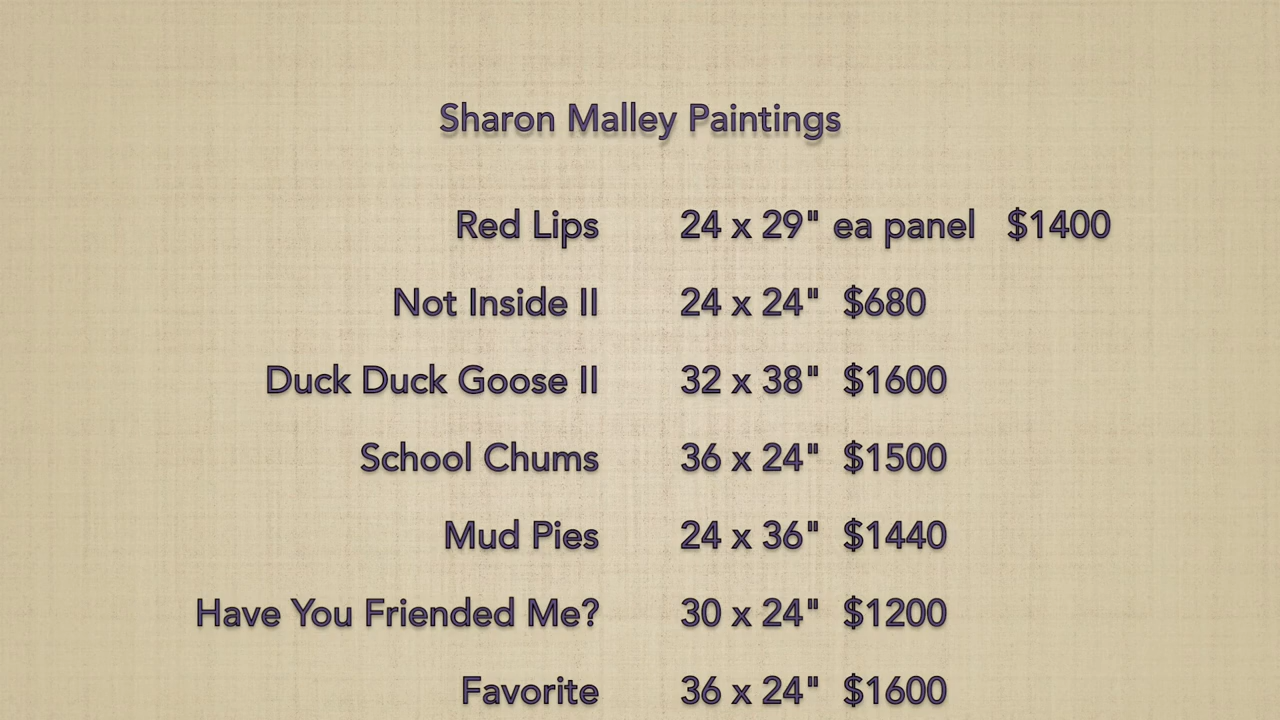 Sharon Malley Paintings
Red Lips 24 x 29" ea panel $1400
Not Inside II 24 x 24" $680
Duck Duck Goose II 32 x 38" $1600
School Chums 36 x 24" $1500
Mud Pies 24 x 36" $1440
Have You Friended Me? 30 x 24" $1200
Favorite 36 x 24" $1600